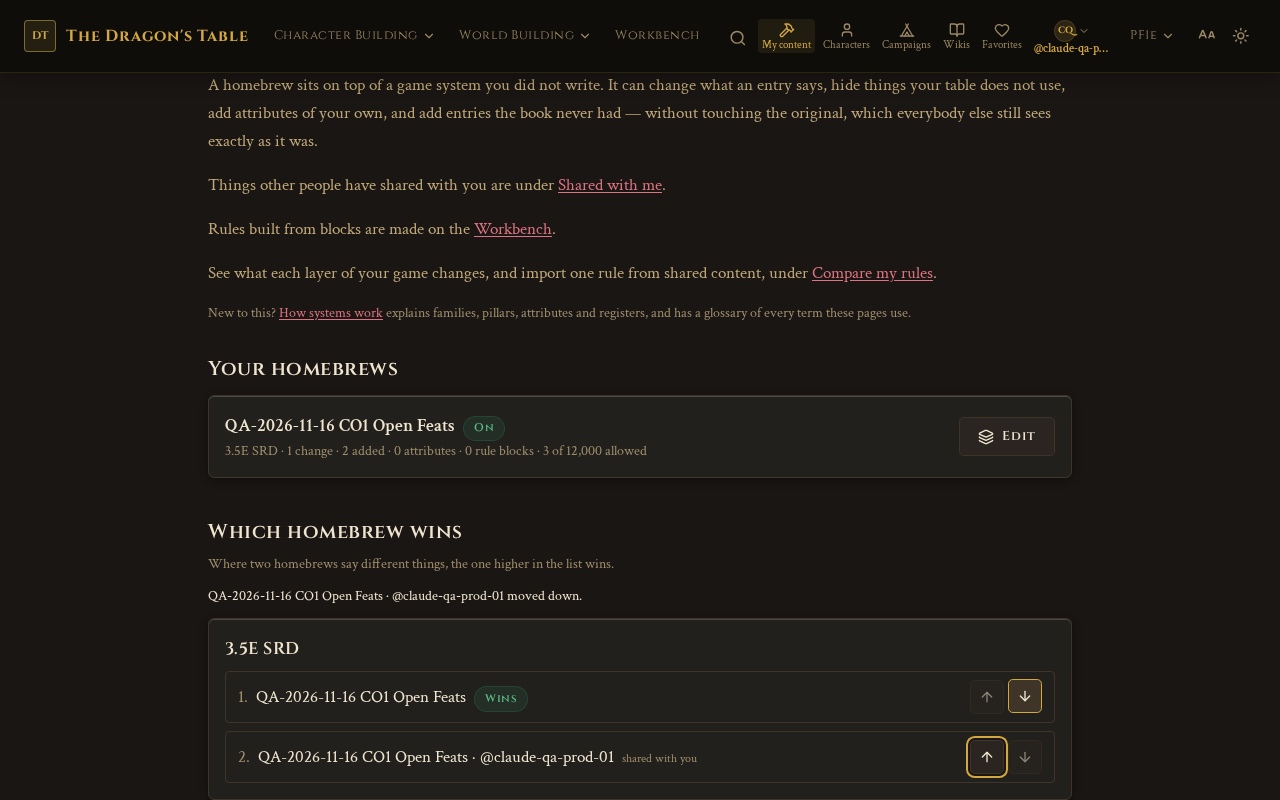 DT The Dragon's Table Character Building World Building Workbench My content Characters Campaigns Wikis Favorites CQ @claude-qa-p... PF1e AA
A homebrew sits on top of a game system you did not write. It can change what an entry says, hide things your table does not use,
add attributes of your own, and add entries the book never had — without touching the original, which everybody else still sees
exactly as it was.
Things other people have shared with you are under Shared with me.
Rules built from blocks are made on the Workbench.
See what each layer of your game changes, and import one rule from shared content, under Compare my rules.
New to this? How systems work explains families, pillars, attributes and registers, and has a glossary of every term these pages use.
Your homebrews
QA-2026-11-16 CO1 Open Feats On
3.5E SRD · 1 change · 2 added · 0 attributes · 0 rule blocks · 3 of 12,000 allowed
Edit
Which homebrew wins
Where two homebrews say different things, the one higher in the list wins.
QA-2026-11-16 CO1 Open Feats · @claude-qa-prod-01 moved down.
3.5E SRD
1. QA-2026-11-16 CO1 Open Feats Wins
2. QA-2026-11-16 CO1 Open Feats · @claude-qa-prod-01 shared with you